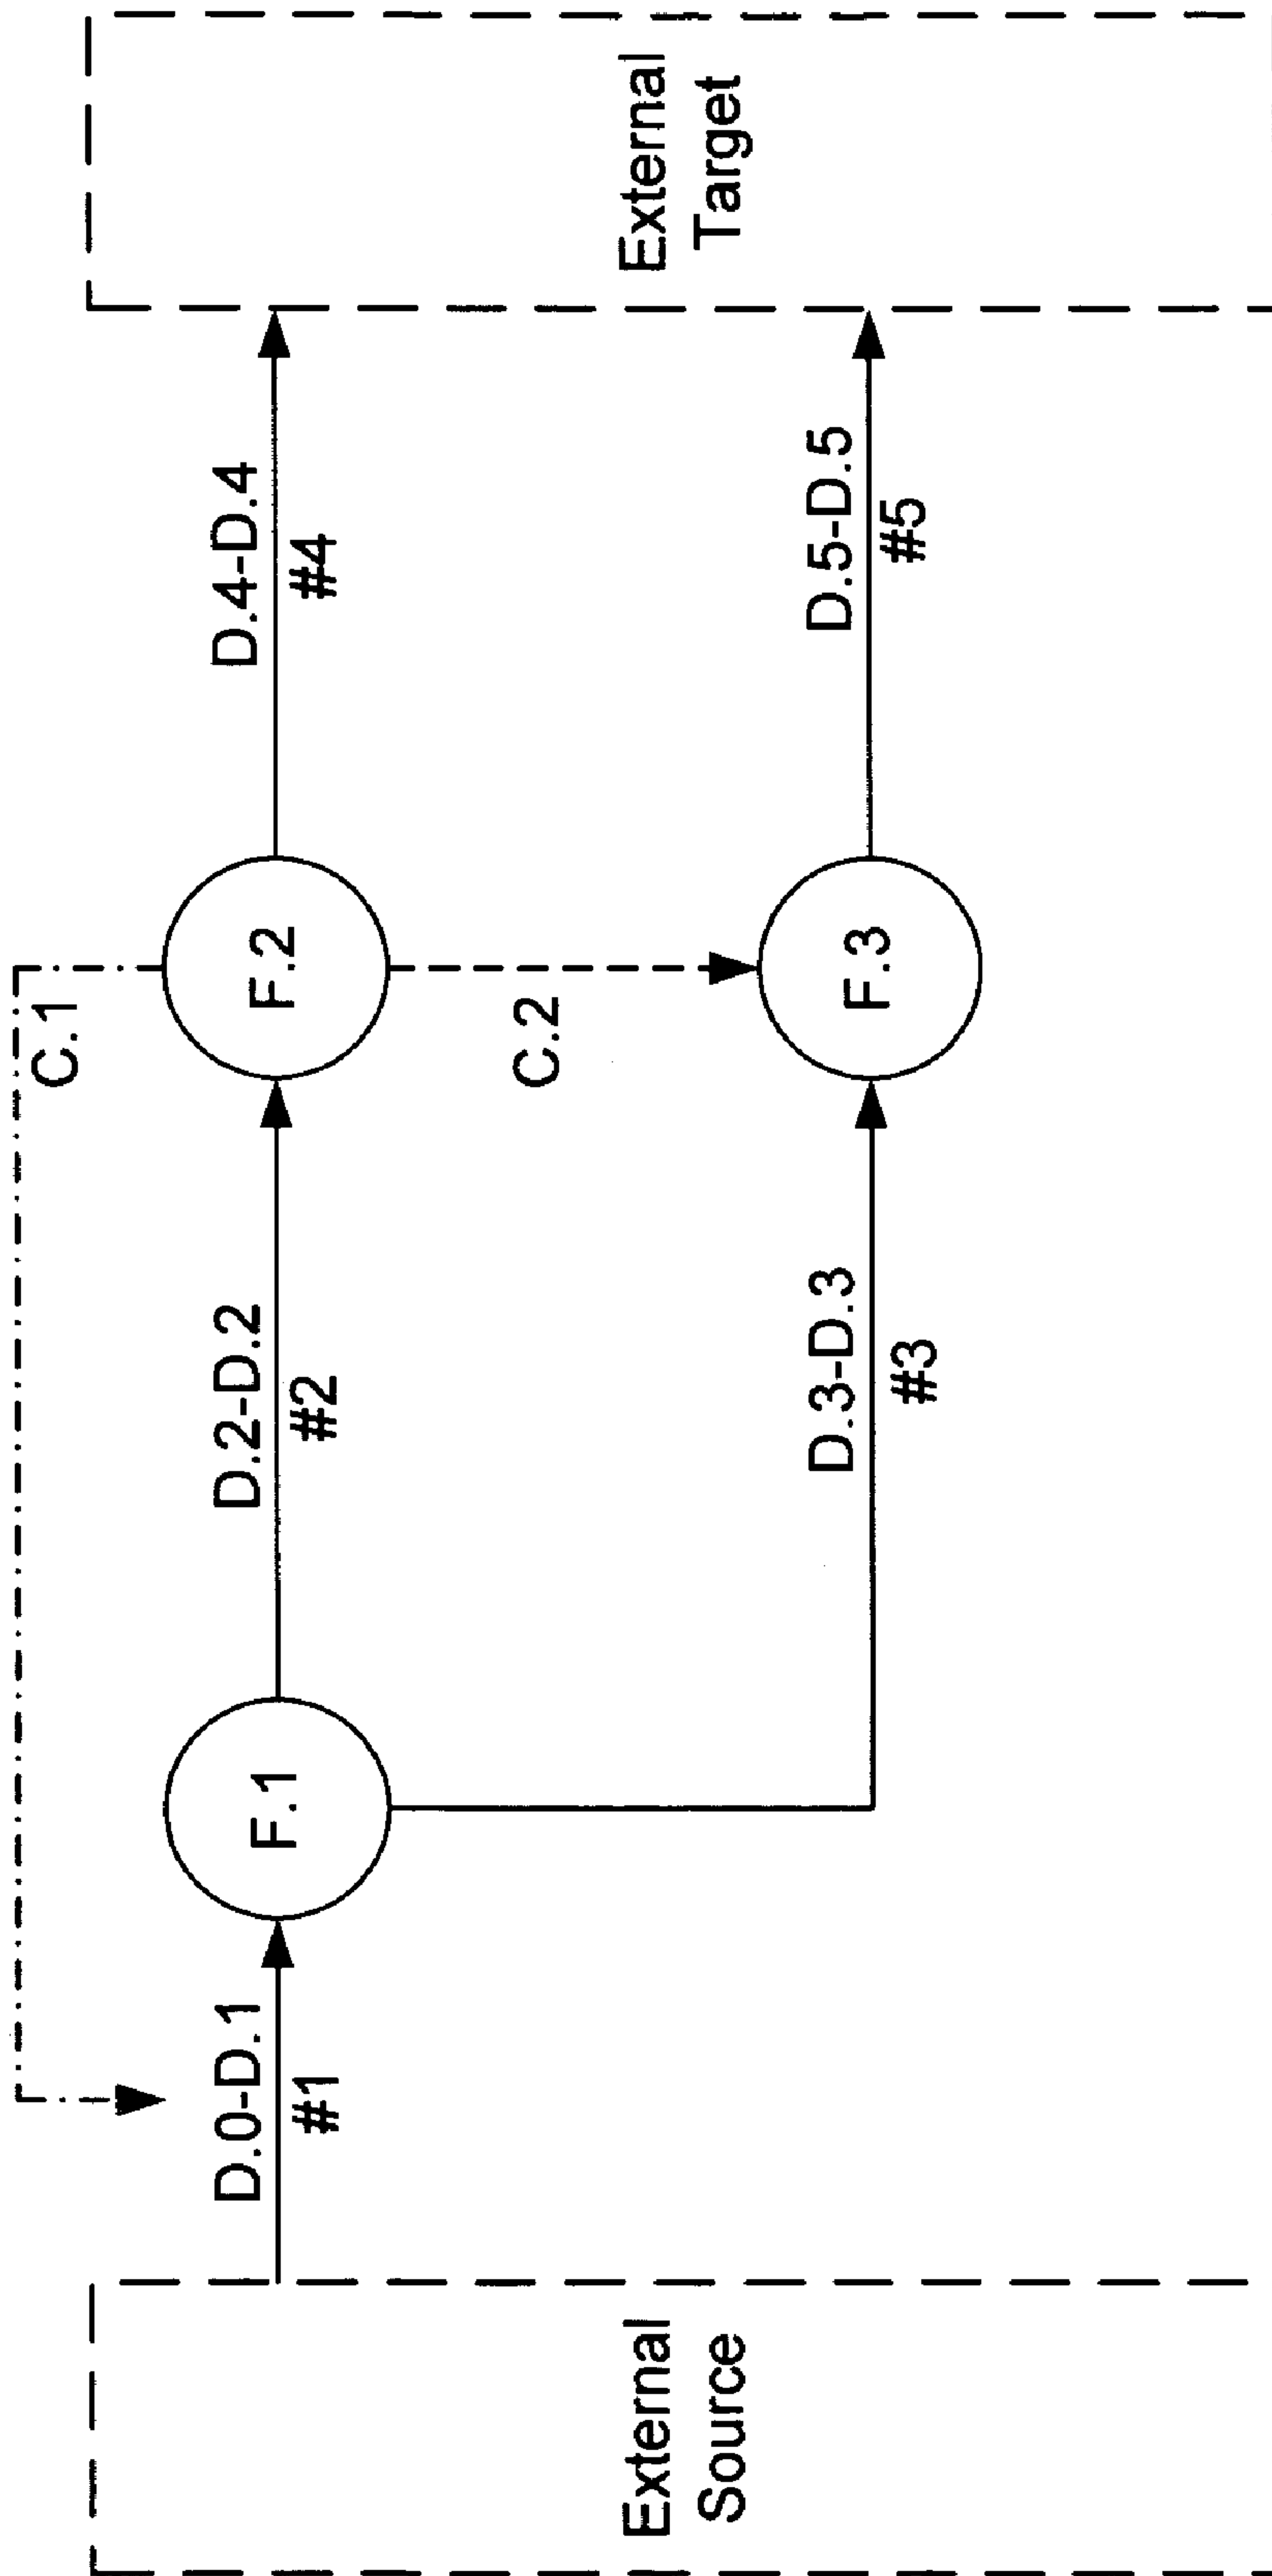 C.1
External
Source
D.0-D.1
#1
F.1
D.2-D.2
#2
F.2
D.4-D.4
#4
External
Target
C.2
D.3-D.3
#3
F.3
D.5-D.5
#5